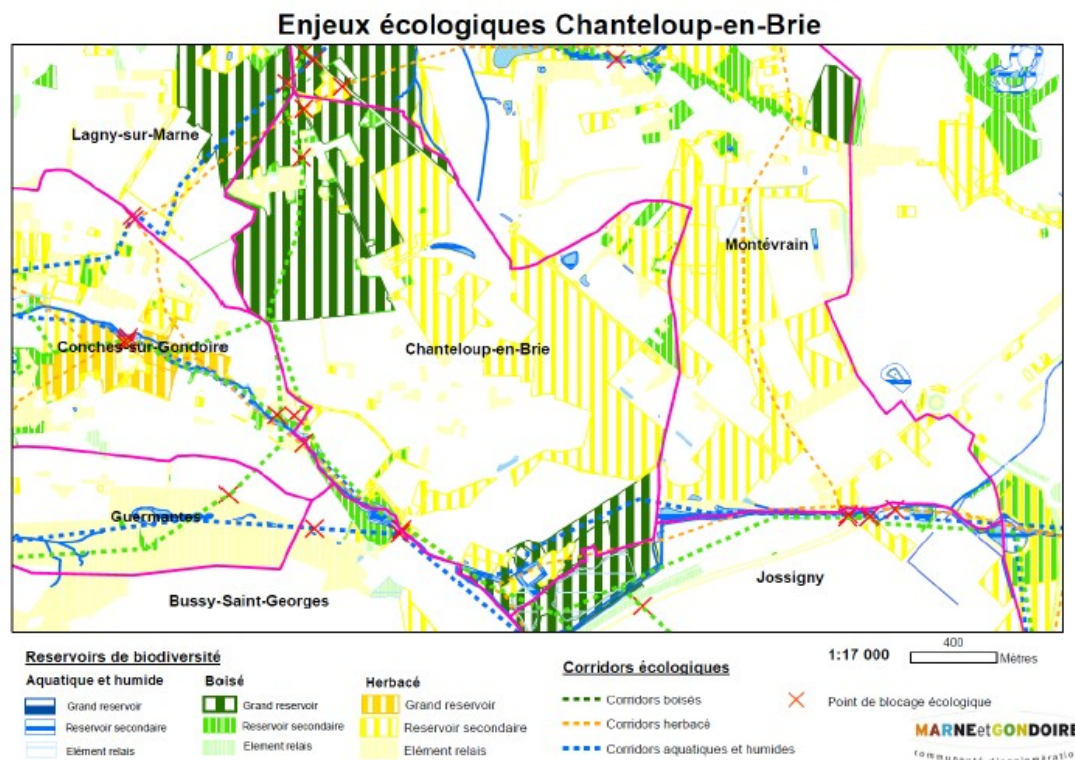 Enjeux écologiques Chanteloup-en-Brie
Lagny-sur-Marne
Montévrain
Conches-sur-Gondoire
Chanteloup-en-Brie
Guermantes
Jossigny
Bussy-Saint-Georges
Reservoirs de biodiversité
Aquatique et humide
Grand reservoir
Reservoir secondaire
Elément relais
Boisé
Grand reservoir
Reservoir secondaire
Element relais
Herbacé
Grand reservoir
Reservoir secondaire
Elément relais
Corridors écologiques
Corridors boisés
Corridors herbacé
Corridors aquatiques et humides
Point de blocage écologique
1:17 000
400
Mètres
MARNEetGONDOIRE
communauté d'agglomération